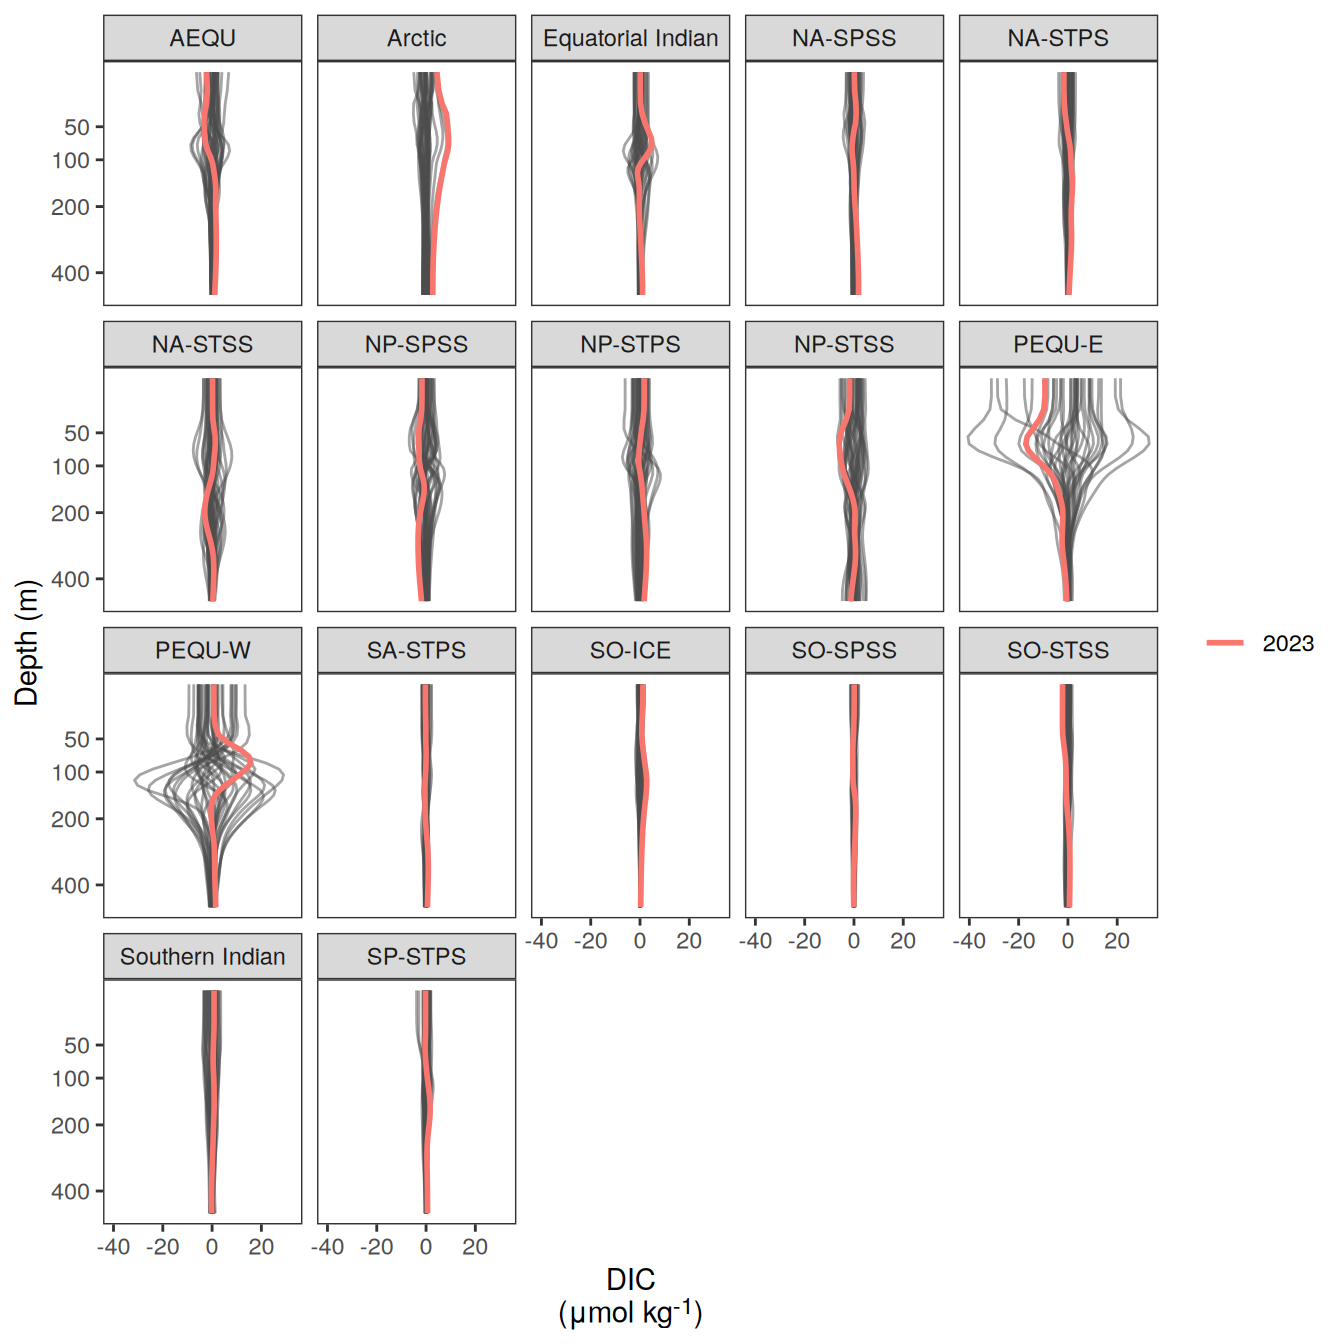 AEQU Arctic Equatorial Indian NA-SPSS NA-STPS
50
100
200
400
NA-STSS NP-SPSS NP-STPS NP-STSS PEQU-E
50
100
200
400
PEQU-W SA-STPS SO-ICE SO-SPSS SO-STSS
50
100
200
400
-40 -20 0 20 -40 -20 0 20 -40 -20 0 20
Southern Indian SP-STPS
50
100
200
400
-40 -20 0 20 -40 -20 0 20
Depth (m)
DIC
(µmol kg⁻¹)
2023